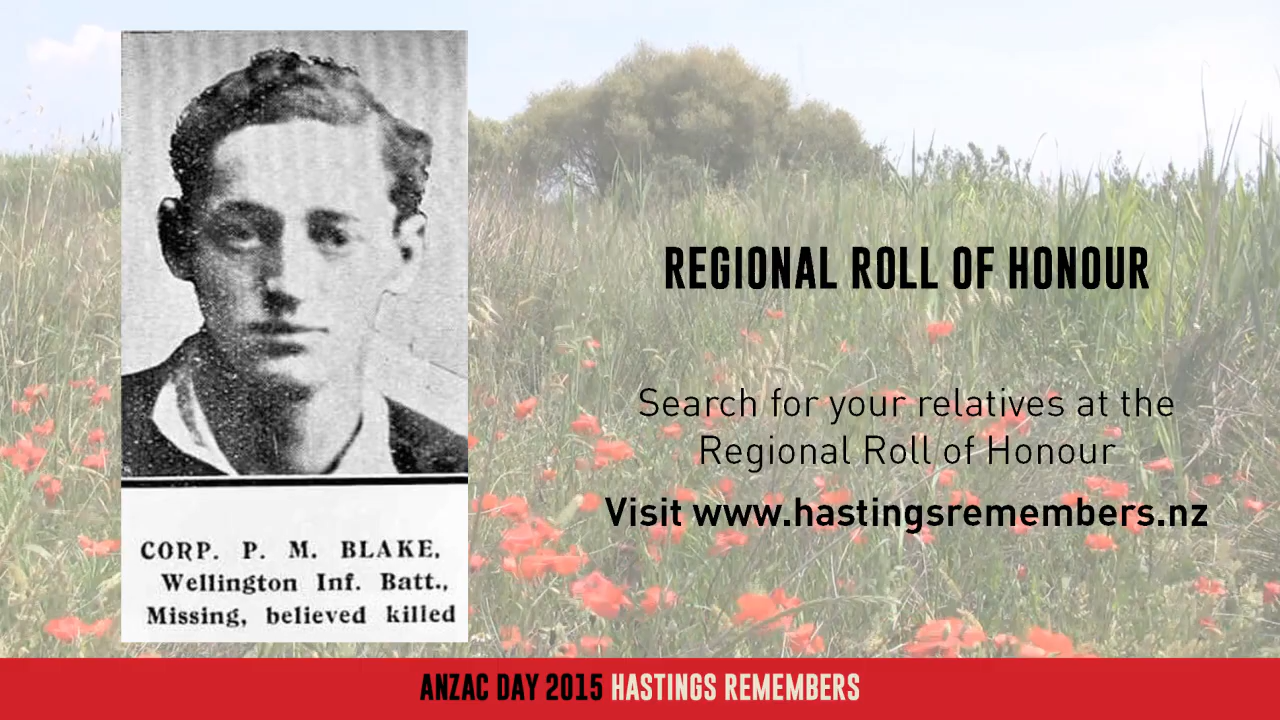 CORP. P. M. BLAKE,
Wellington Inf. Batt.,
Missing, believed killed
REGIONAL ROLL OF HONOUR
Search for your relatives at the
Regional Roll of Honour
Visit www.hastingsremembers.nz
ANZAC DAY 2015 HASTINGS REMEMBERS